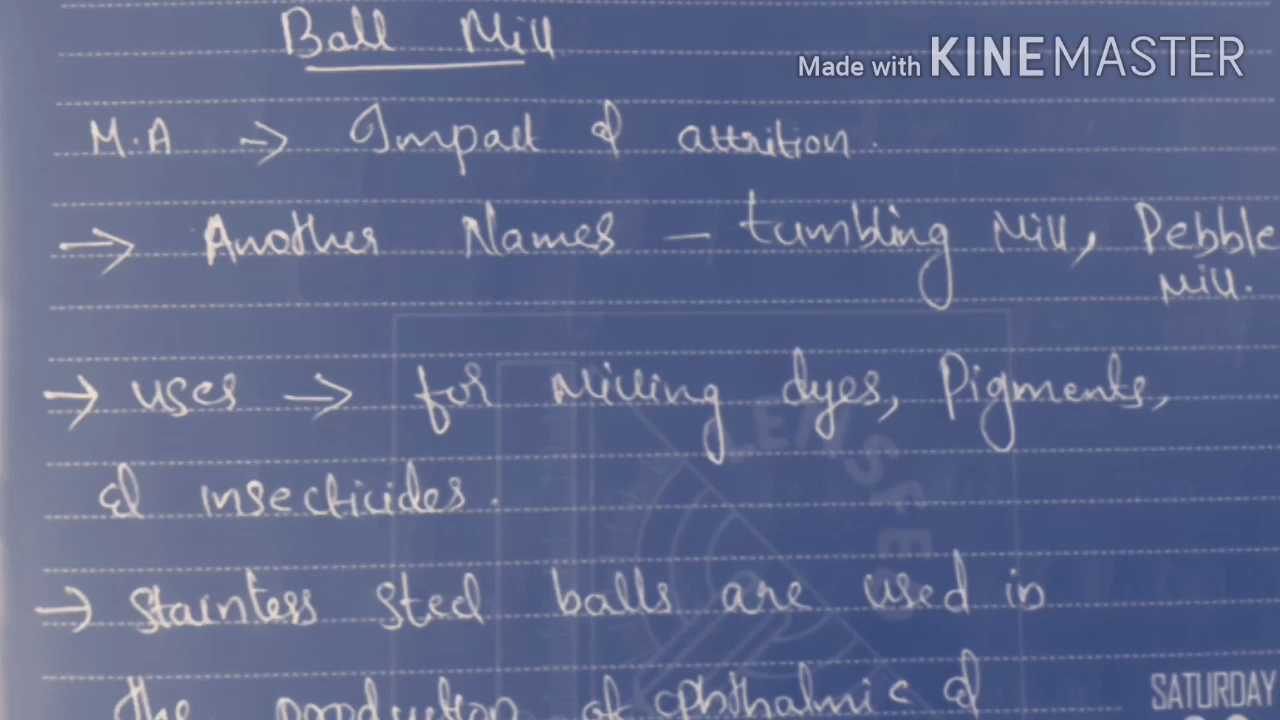 Ball Mill
Made with KINEMASTER
M.A → Impact & attrition.
→ Another Names – tumbling Mill, Pebble
Mill.
→ uses → for Milling dyes, Pigments,
& insecticides.
→ Stainless steel balls are used in
the production of ophthalmic &
SATURDAY